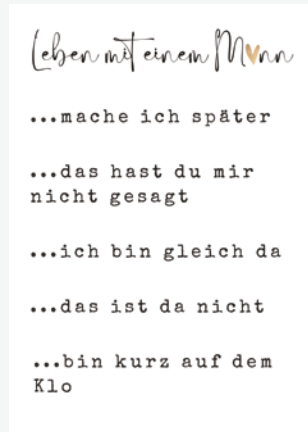 Leben mit einem Mann
...mache ich später
...das hast du mir
nicht gesagt
...ich bin gleich da
...das ist da nicht
...bin kurz auf dem
Klo